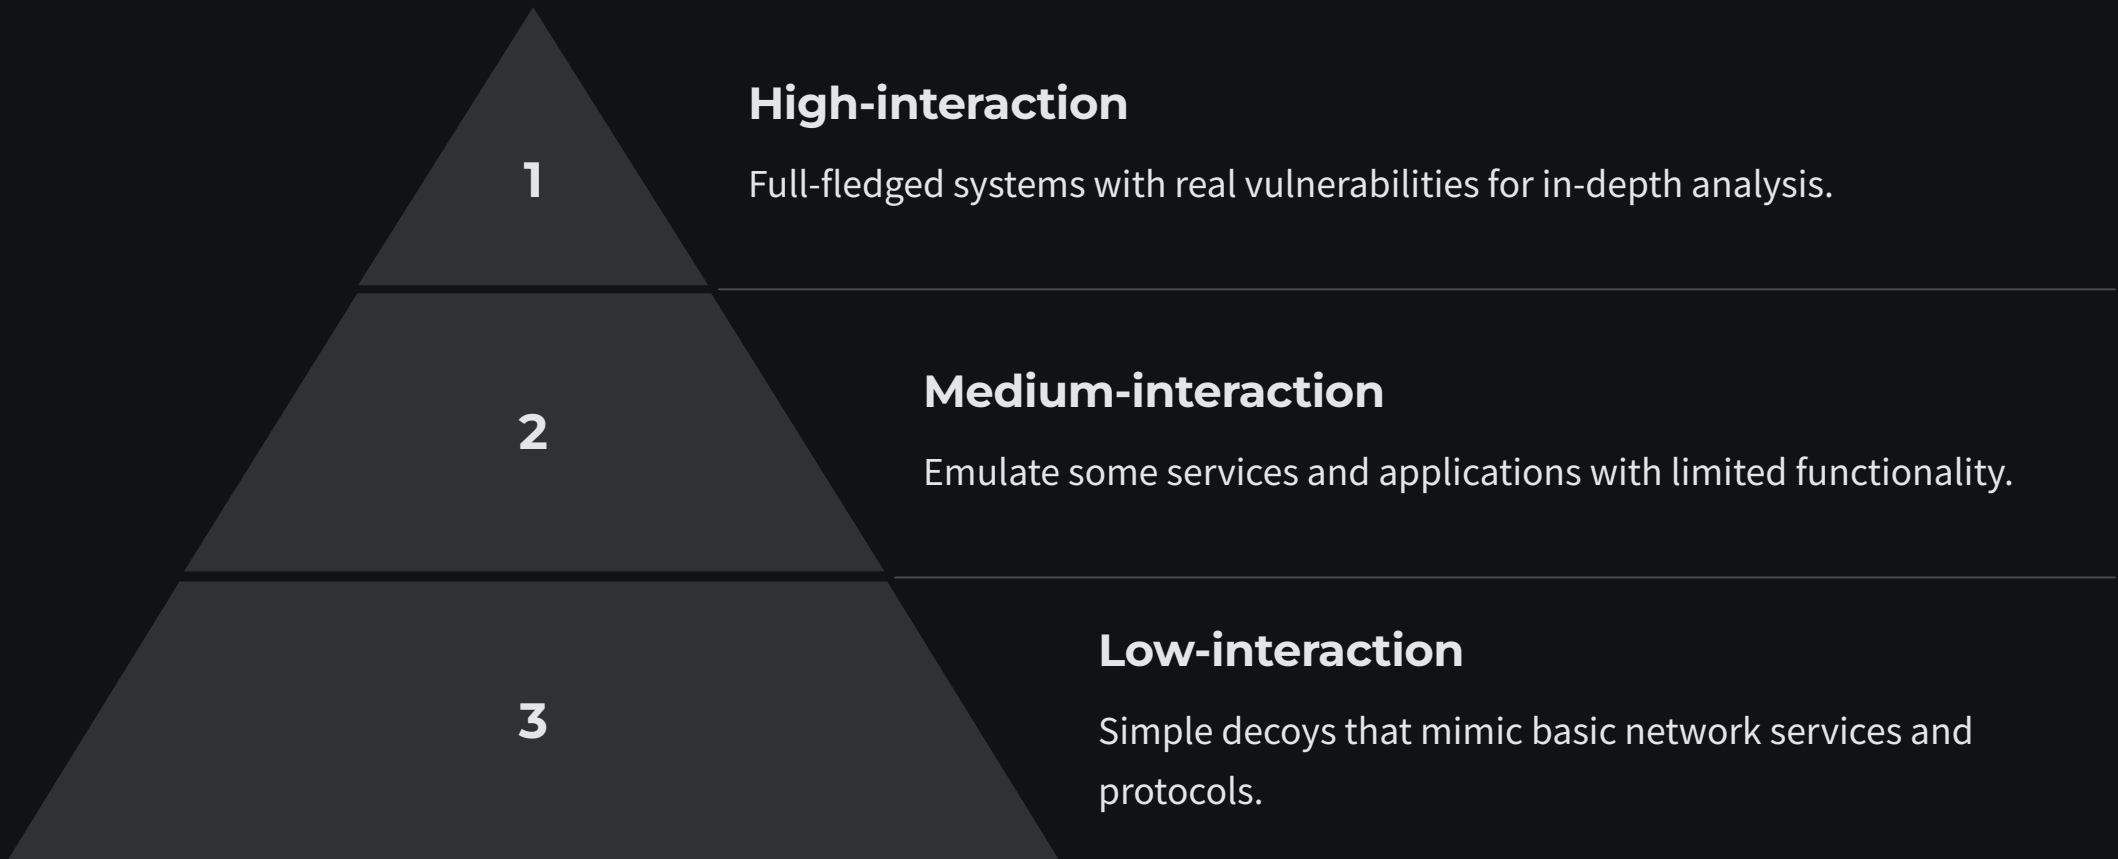 1
High-interaction
Full-fledged systems with real vulnerabilities for in-depth analysis.
2
Medium-interaction
Emulate some services and applications with limited functionality.
3
Low-interaction
Simple decoys that mimic basic network services and
protocols.